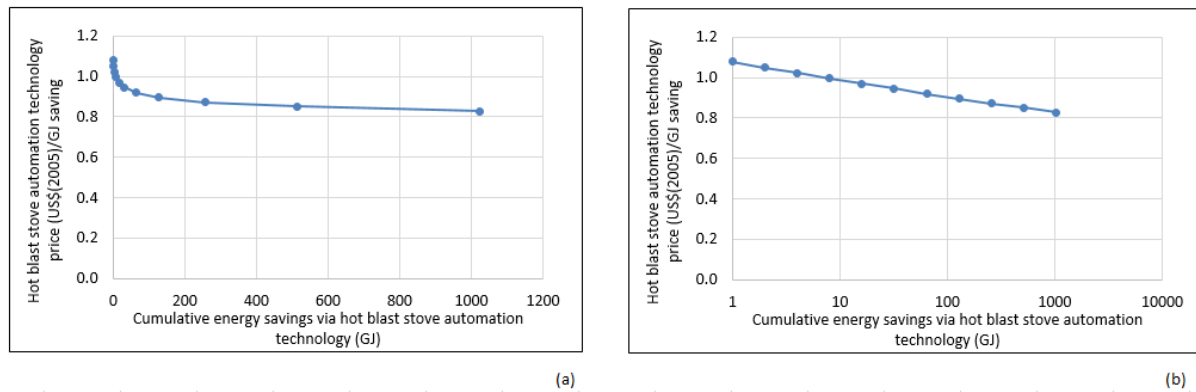 Hot blast stove automation technology
price (US$(2005)/GJ saving
1.2
1.0
0.8
0.6
0.4
0.2
0.0
0 200 400 600 800 1000 1200
Cumulative energy savings via hot blast stove automation
technology (GJ)
(a)
Hot blast stove automation technology
price (US$(2005)/GJ saving
1.2
1.0
0.8
0.6
0.4
0.2
0.0
1 10 100 1000 10000
Cumulative energy savings via hot blast stove automation
technology (GJ)
(b)